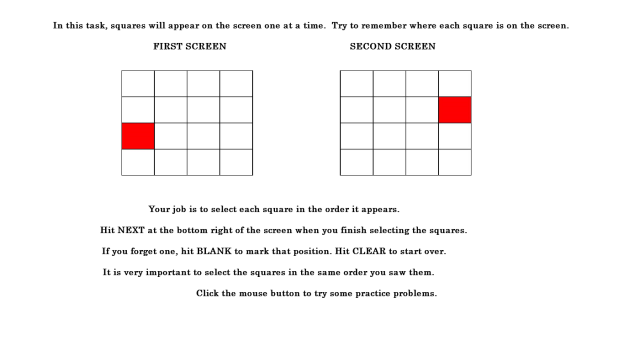 In this task, squares will appear on the screen one at a time. Try to remember where each square is on the screen.
FIRST SCREEN
SECOND SCREEN
Your job is to select each square in the order it appears.
Hit NEXT at the bottom right of the screen when you finish selecting the squares.
If you forget one, hit BLANK to mark that position. Hit CLEAR to start over.
It is very important to select the squares in the same order you saw them.
Click the mouse button to try some practice problems.